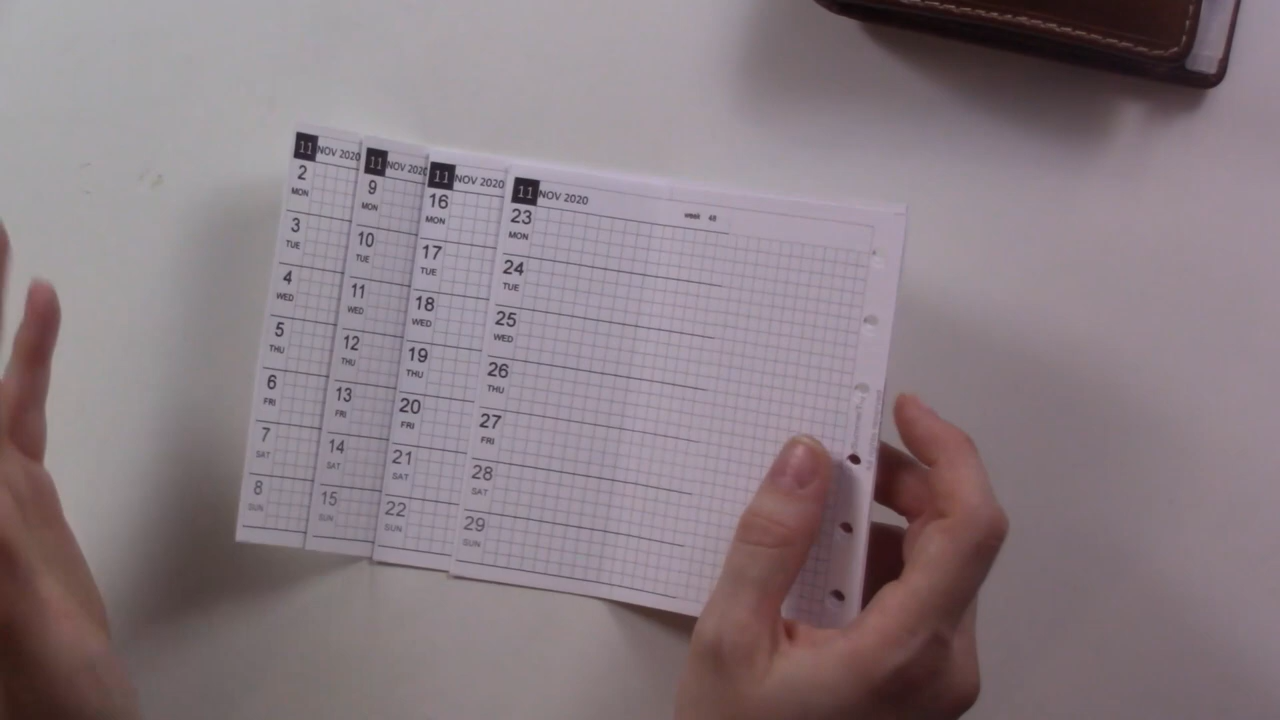 11 NOV 2020
2
MON
3
TUE
4
WED
5
THU
6
FRI
7
SAT
8
SUN
11 NOV 2020
9
MON
10
TUE
11
WED
12
THU
13
FRI
14
SAT
15
SUN
11 NOV 2020
16
MON
17
TUE
18
WED
19
THU
20
FRI
21
SAT
22
SUN
11 NOV 2020
week 48
23
MON
24
TUE
25
WED
26
THU
27
FRI
28
SAT
29
SUN